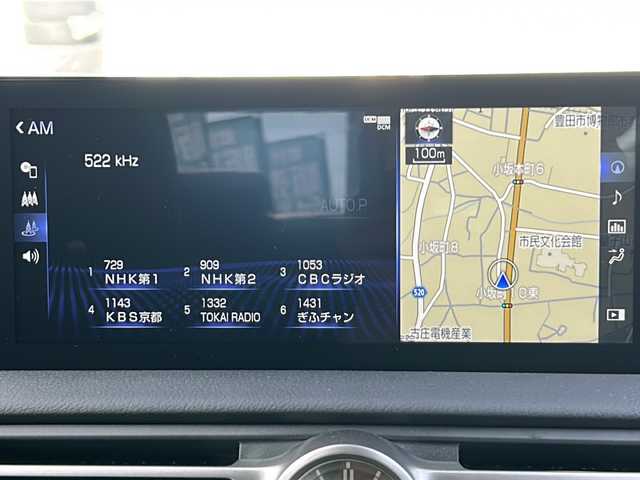 < AM
DCM
DCM
522 kHz
AUTO.P
1 729 NHK第1
2 909 NHK第2
3 1053 CBCラジオ
4 1143 KBS京都
5 1332 TOKAI RADIO
6 1431 ぎふチャン
100m
豊田市博物
小坂本町6
小坂町8
市民文化会館
小坂町10東
520
古庄電機産業